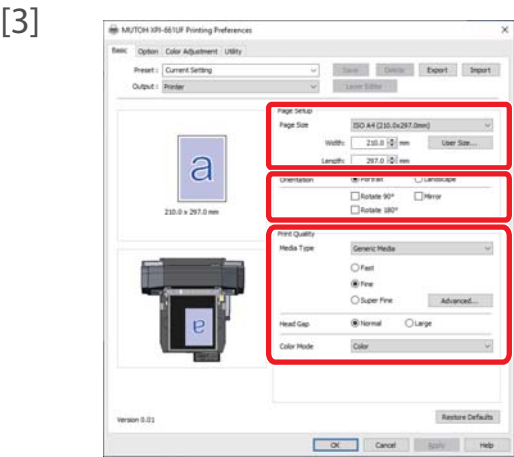 [3]
MUTOH XPJ-661UF Printing Preferences
Basic Option Color Adjustment Utility
Preset : Current Setting Save Delete Export Import
Output : Printer Layer Editor
Page Setup
Page Size ISO A4 (210.0x297.0mm)
Width: 210.0 mm User Size...
Length: 297.0 mm
a
Orientation Portrait Landscape
Rotate 90° Mirror
210.0 x 297.0 mm Rotate 180°
Print Quality
Media Type Generic Media
Fast
Fine
Super Fine Advanced...
a
Head Gap Normal Large
Color Mode Color
Version 0.01 Restore Defaults
OK Cancel Apply Help